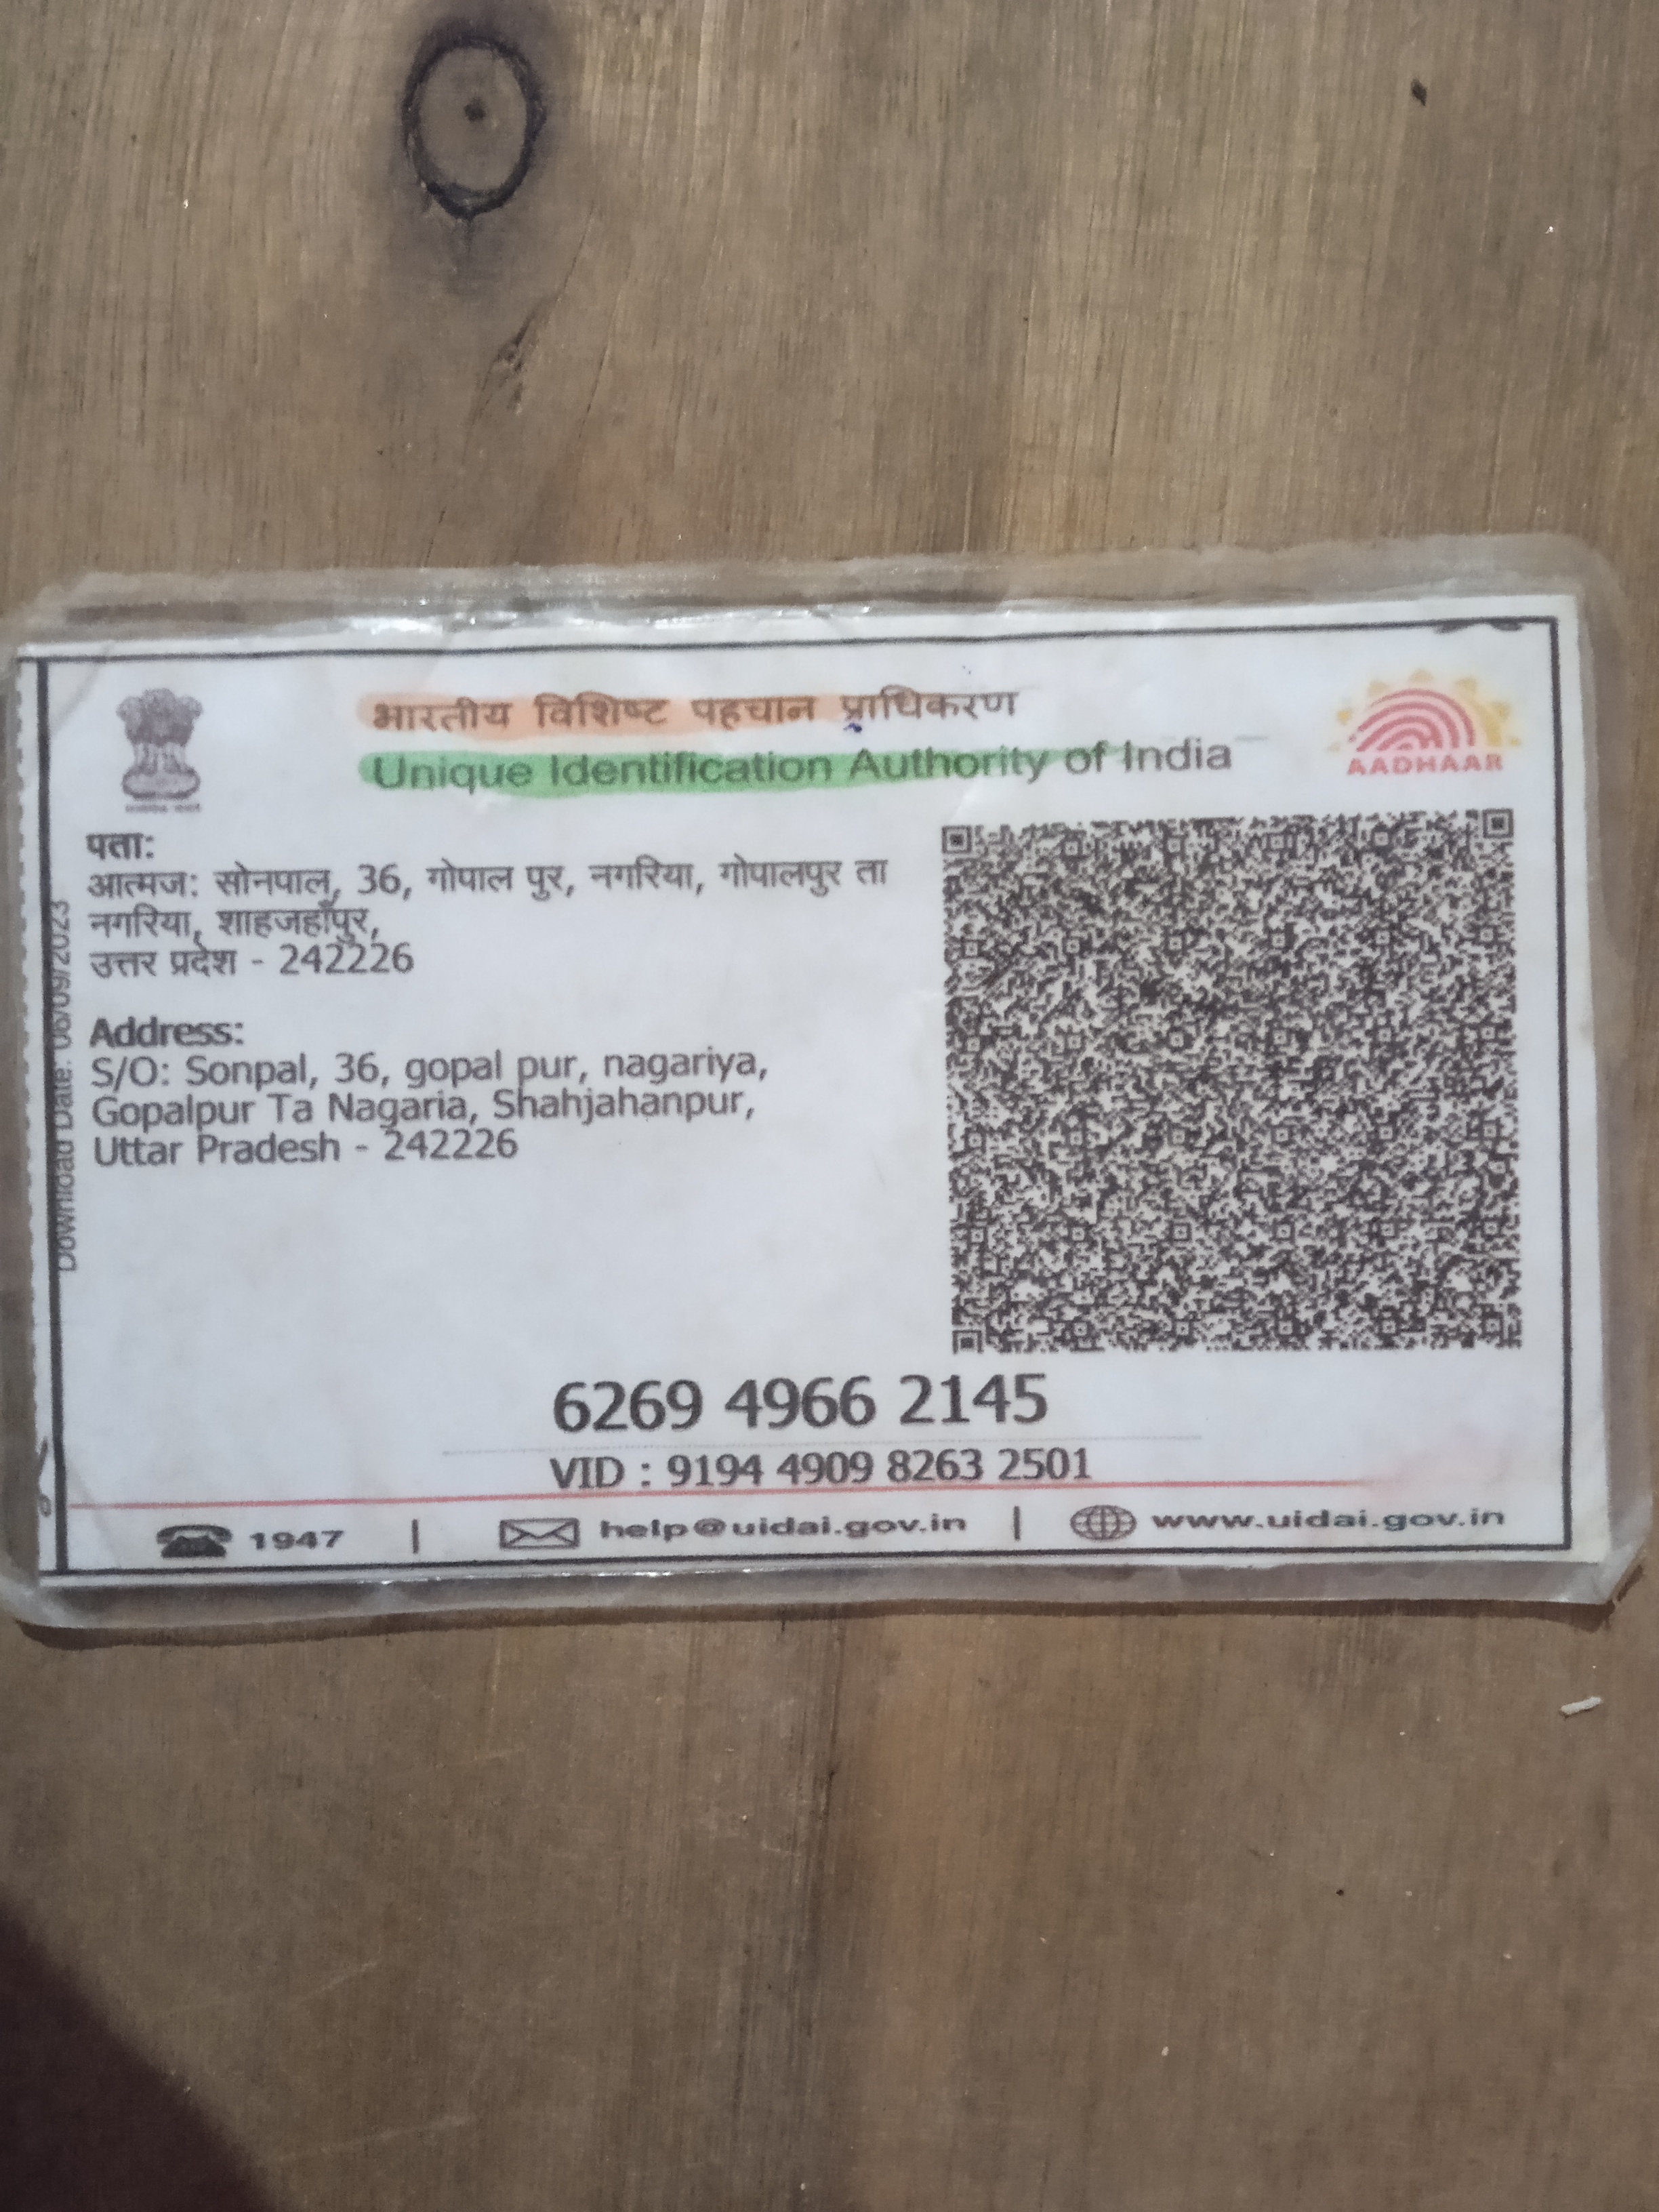 भारतीय विशिष्ट पहचान प्राधिकरण
Unique Identification Authority of India
AADHAAR
पता:
आत्मज: सोनपाल, 36, गोपाल पुर, नगरिया, गोपालपुर ता
नगरिया, शाहजहाँपुर,
उत्तर प्रदेश - 242226
Address:
S/O: Sonpal, 36, gopal pur, nagariya,
Gopalpur Ta Nagaria, Shahjahanpur,
Uttar Pradesh - 242226
Download Date: 06/09/2023
6269 4966 2145
VID : 9194 4909 8263 2501
1947 | help@uidai.gov.in | www.uidai.gov.in